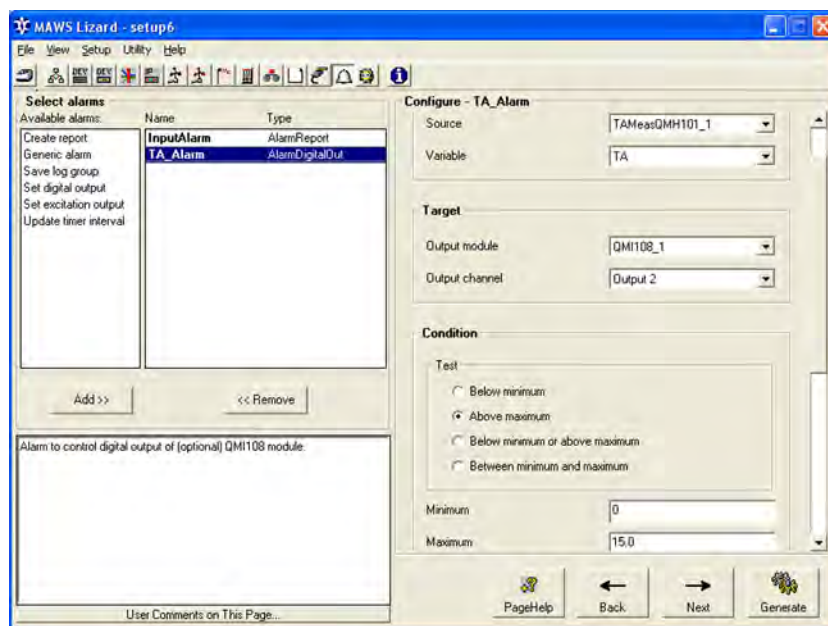 MAWS Lizard - setup6
File View Setup Utility Help
Select alarms
Available alarms: Name Type
Create report
Generic alarm
Save log group
Set digital output
Set excitation output
Update timer interval
InputAlarm AlarmReport
TA_Alarm AlarmDigitalOut
Add >> << Remove
Alarm to control digital output of (optional) QMI108 module.
User Comments on This Page...
Configure - TA_Alarm
Source TAMeasQMH101_1
Variable TA
Target
Output module QMI108_1
Output channel Output 2
Condition
Test
Below minimum
Above maximum
Below minimum or above maximum
Between minimum and maximum
Minimum 0
Maximum 15.0
PageHelp Back Next Generate